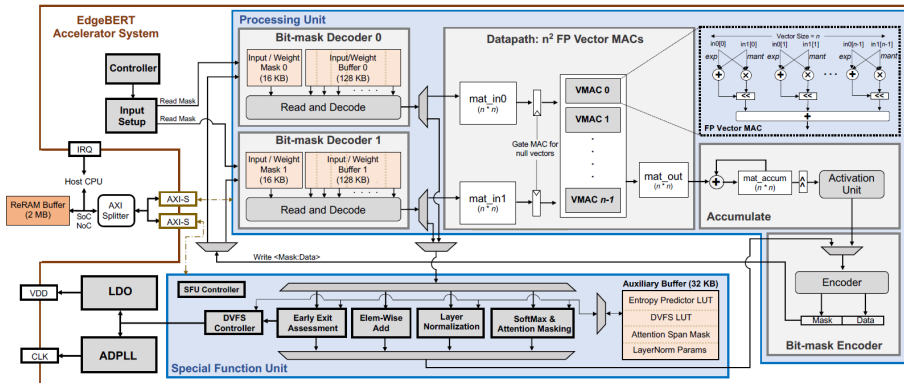 EdgeBERT
Accelerator System
Controller
Input
Setup
Read Mask
Read Mask
IRQ
Host CPU
ReRAM Buffer
(2 MB)
SoC
NoC
AXI
Splitter
AXI-S
AXI-S
VDD
LDO
CLK
ADPLL
Processing Unit
Bit-mask Decoder 0
Input / Weight
Mask 0
(16 KB)
Input/Weight
Buffer 0
(128 KB)
Read and Decode
Bit-mask Decoder 1
Input / Weight
Mask 1
(16 KB)
Input/Weight
Buffer 1
(128 KB)
Read and Decode
Datapath: n² FP Vector MACs
mat_in0
(n * n)
mat_in1
(n * n)
Gate MAC for
null vectors
VMAC 0
VMAC 1
VMAC n-1
mat_out
(n * n)
Vector Size = n
in0[0] in1[0] in0[1] in1[1] in0[n-1] in1[n-1]
exp mant exp mant exp mant
+ × + × . . . + ×
<< << <<
+
FP Vector MAC
+
mat_accum
(n * n)
>>
Activation
Unit
Accumulate
Encoder
Mask Data
Bit-mask Encoder
Write <Mask:Data>
SFU Controller
DVFS
Controller
Early Exit
Assessment
Elem-Wise
Add
Layer
Normalization
SoftMax &
Attention Masking
Auxiliary Buffer (32 KB)
Entropy Predictor LUT
DVFS LUT
Attention Span Mask
LayerNorm Params
Special Function Unit